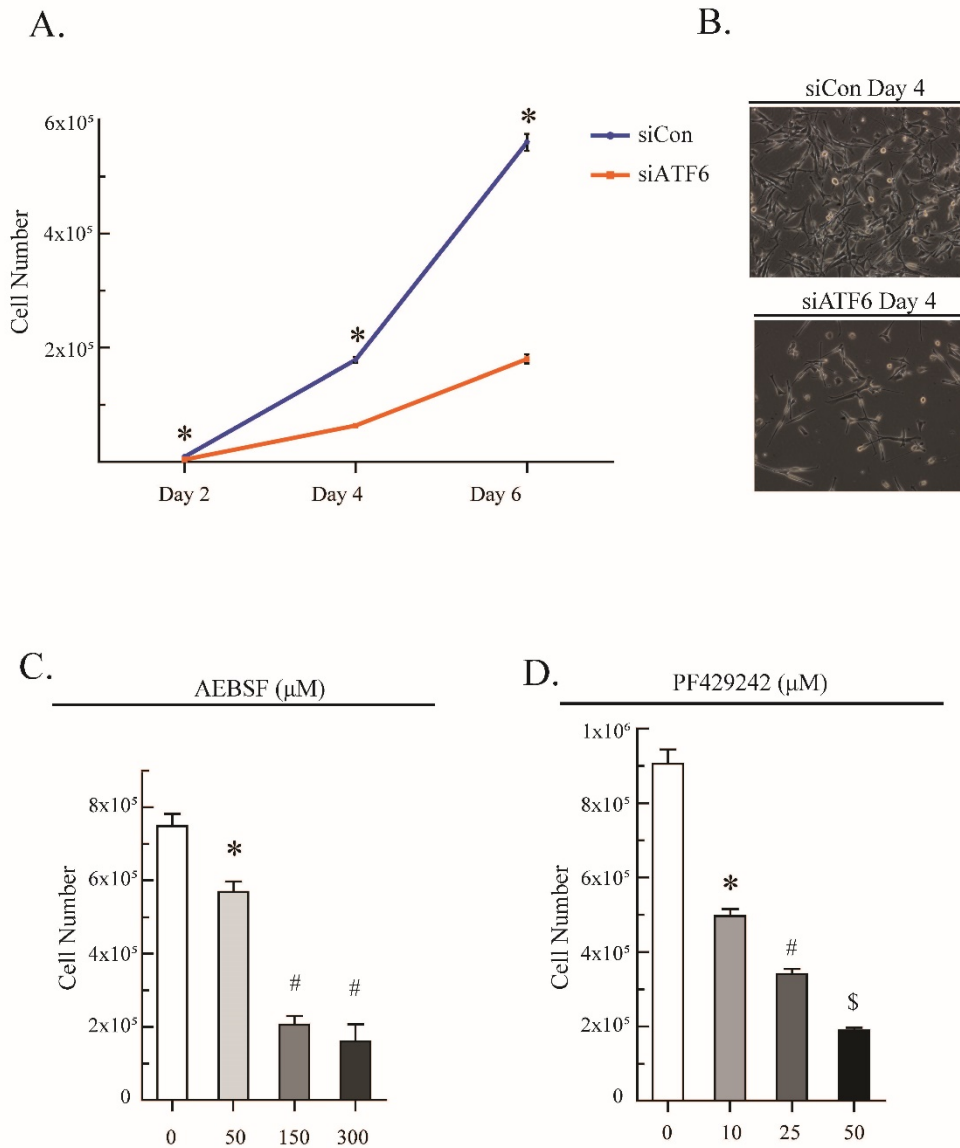 A.
B.
6x10⁵
4x10⁵
2x10⁵
Cell Number
*
*
*
siCon
siATF6
Day 2
Day 4
Day 6
siCon Day 4
siATF6 Day 4
C.
AEBSF (μM)
8x10⁵
6x10⁵
4x10⁵
2x10⁵
0
Cell Number
*
#
#
0 50 150 300
D.
PF429242 (μM)
1x10⁶
8x10⁵
6x10⁵
4x10⁵
2x10⁵
0
Cell Number
*
#
$
0 10 25 50